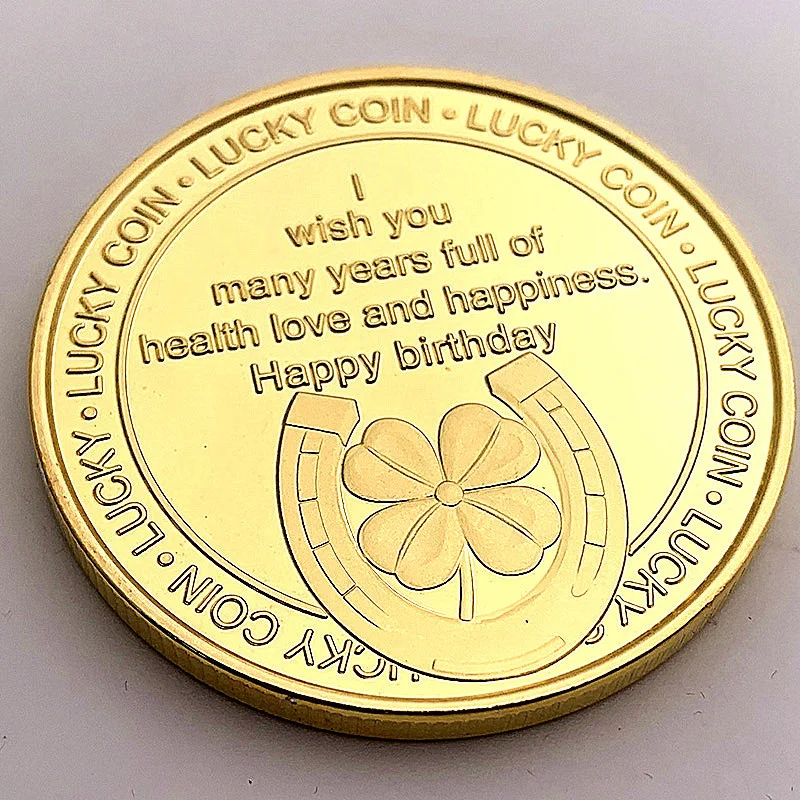 I
wish you
many years full of
health love and happiness.
Happy birthday
LUCKY • LUCKY COIN • LUCKY COIN • LUCKY COIN • LUCKY COIN • LUCKY
LUCKY COIN